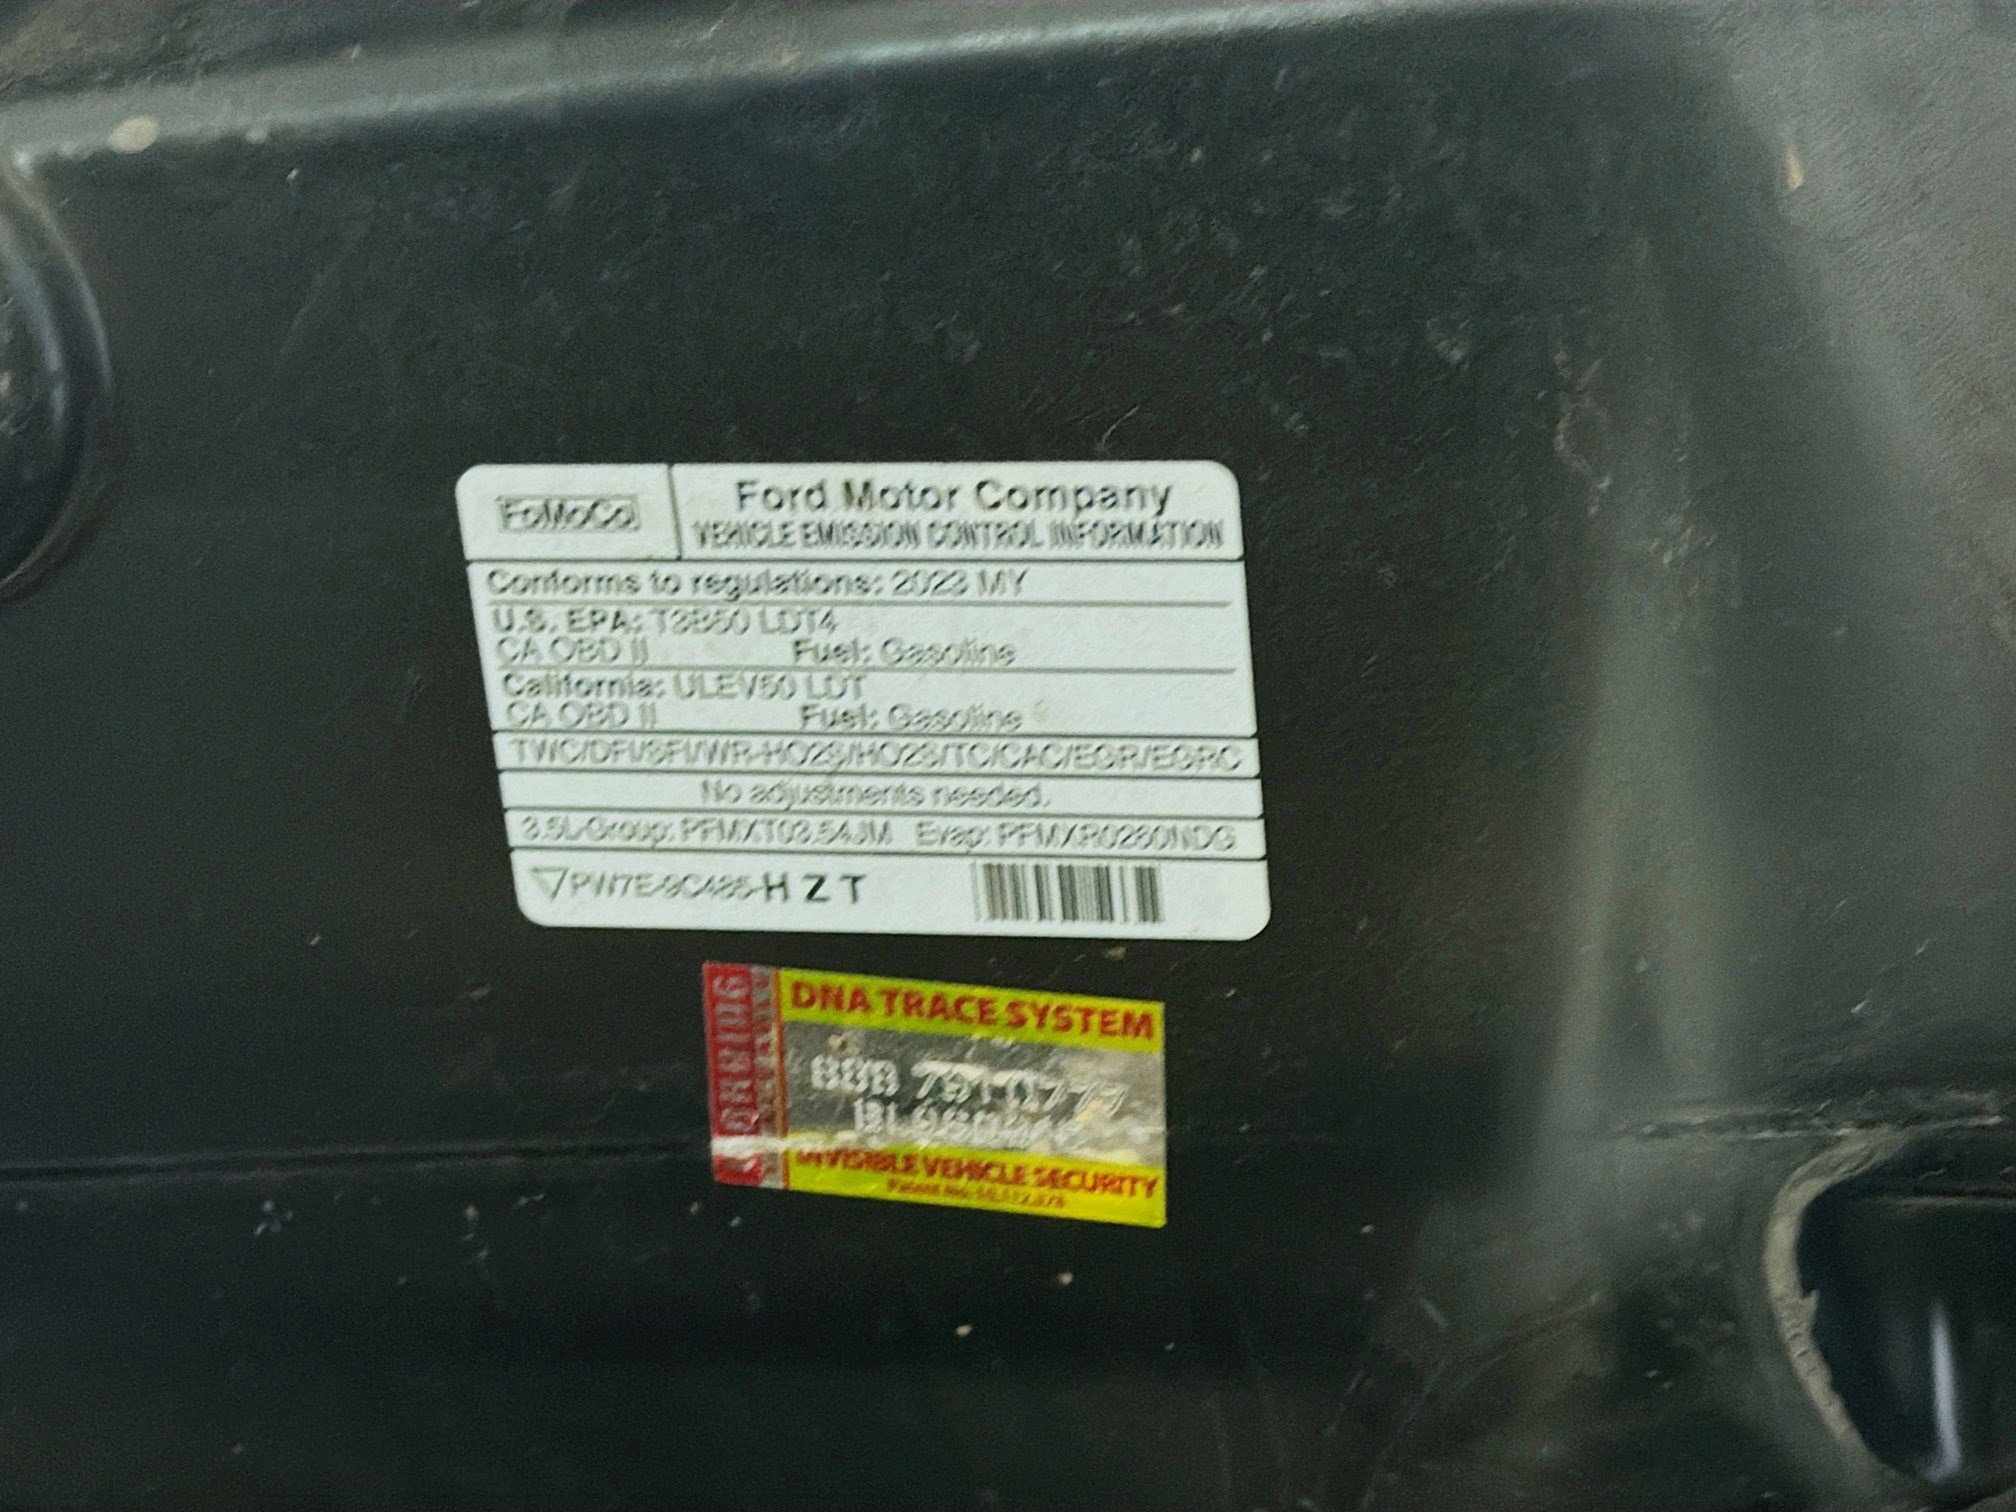 FoMoCo
Ford Motor Company
VEHICLE EMISSION CONTROL INFORMATION
Conforms to regulations: 2023 MY
U.S. EPA: T3B50 LDT4
CA OBD II Fuel: Gasoline
California: ULEV50 LDT
CA OBD II Fuel: Gasoline
TWC/DFI/SFI/WR-HO2S/HO2S/TC/CAC/EGR/EGRC
No adjustments needed.
3.5L-Group: PFMXT03.54JM Evap: PFMXR0260NDG
PW7E-9C485-H Z T
DNA TRACE SYSTEM
INVISIBLE VEHICLE SECURITY
Patent No.